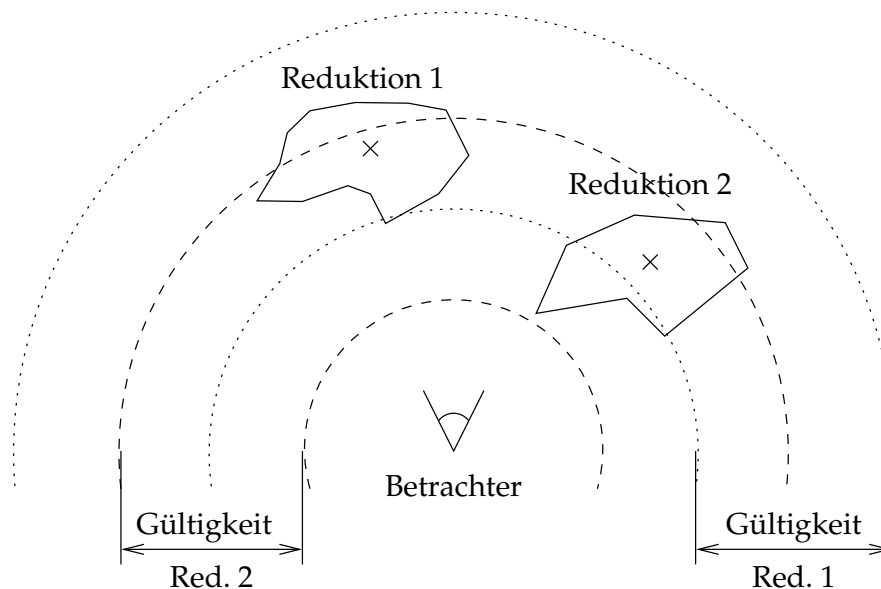 Reduktion 1
Reduktion 2
Betrachter
Gültigkeit
Red. 2
Gültigkeit
Red. 1